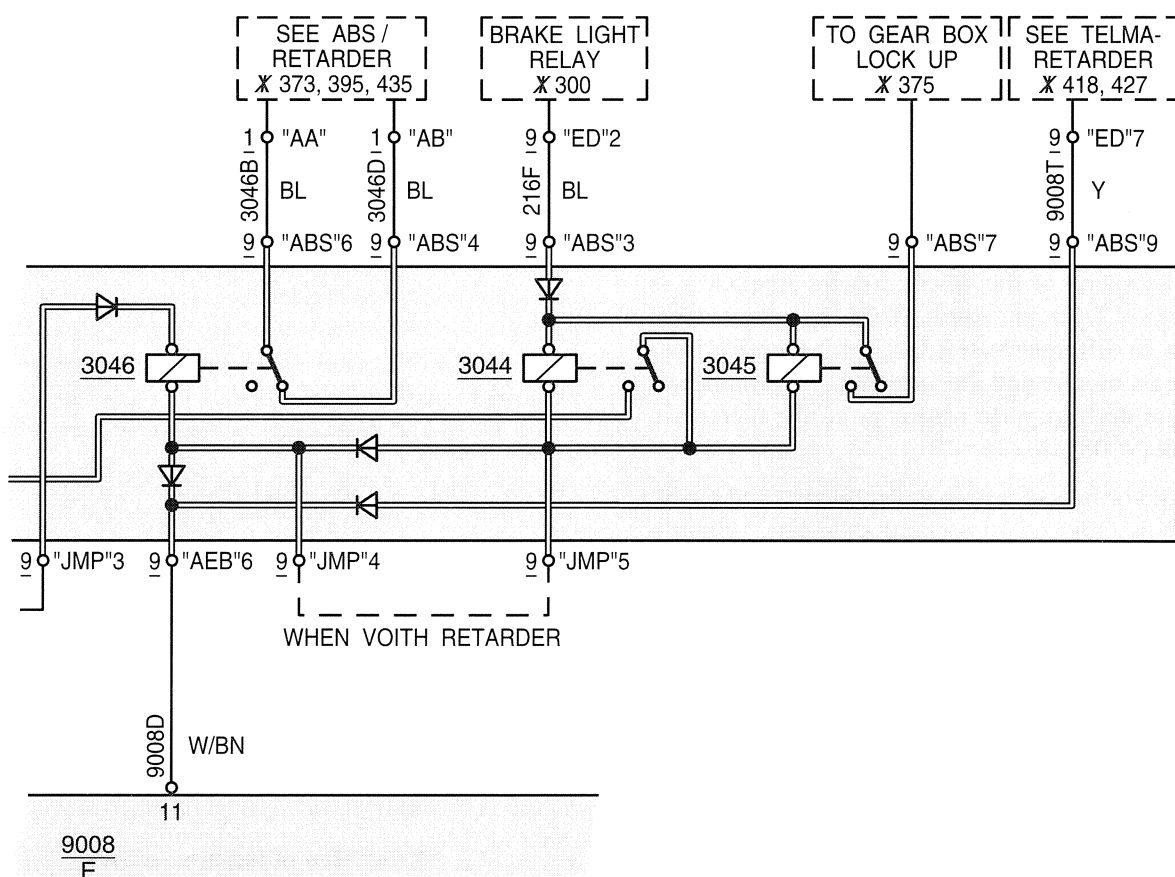 SEE ABS /
RETARDER
373, 395, 435
BRAKE LIGHT
RELAY
300
TO GEAR BOX
LOCK UP
375
SEE TELMA-
RETARDER
418, 427
1 "AA"
1 "AB"
9 "ED"2
9 "ED"7
3046B
BL
3046D
BL
216F
BL
9008T
Y
9 "ABS"6
9 "ABS"4
9 "ABS"3
9 "ABS"7
9 "ABS"9
3046
3044
3045
9 "JMP"3
9 "AEB"6
9 "JMP"4
9 "JMP"5
WHEN VOITH RETARDER
9008D
W/BN
11
9008